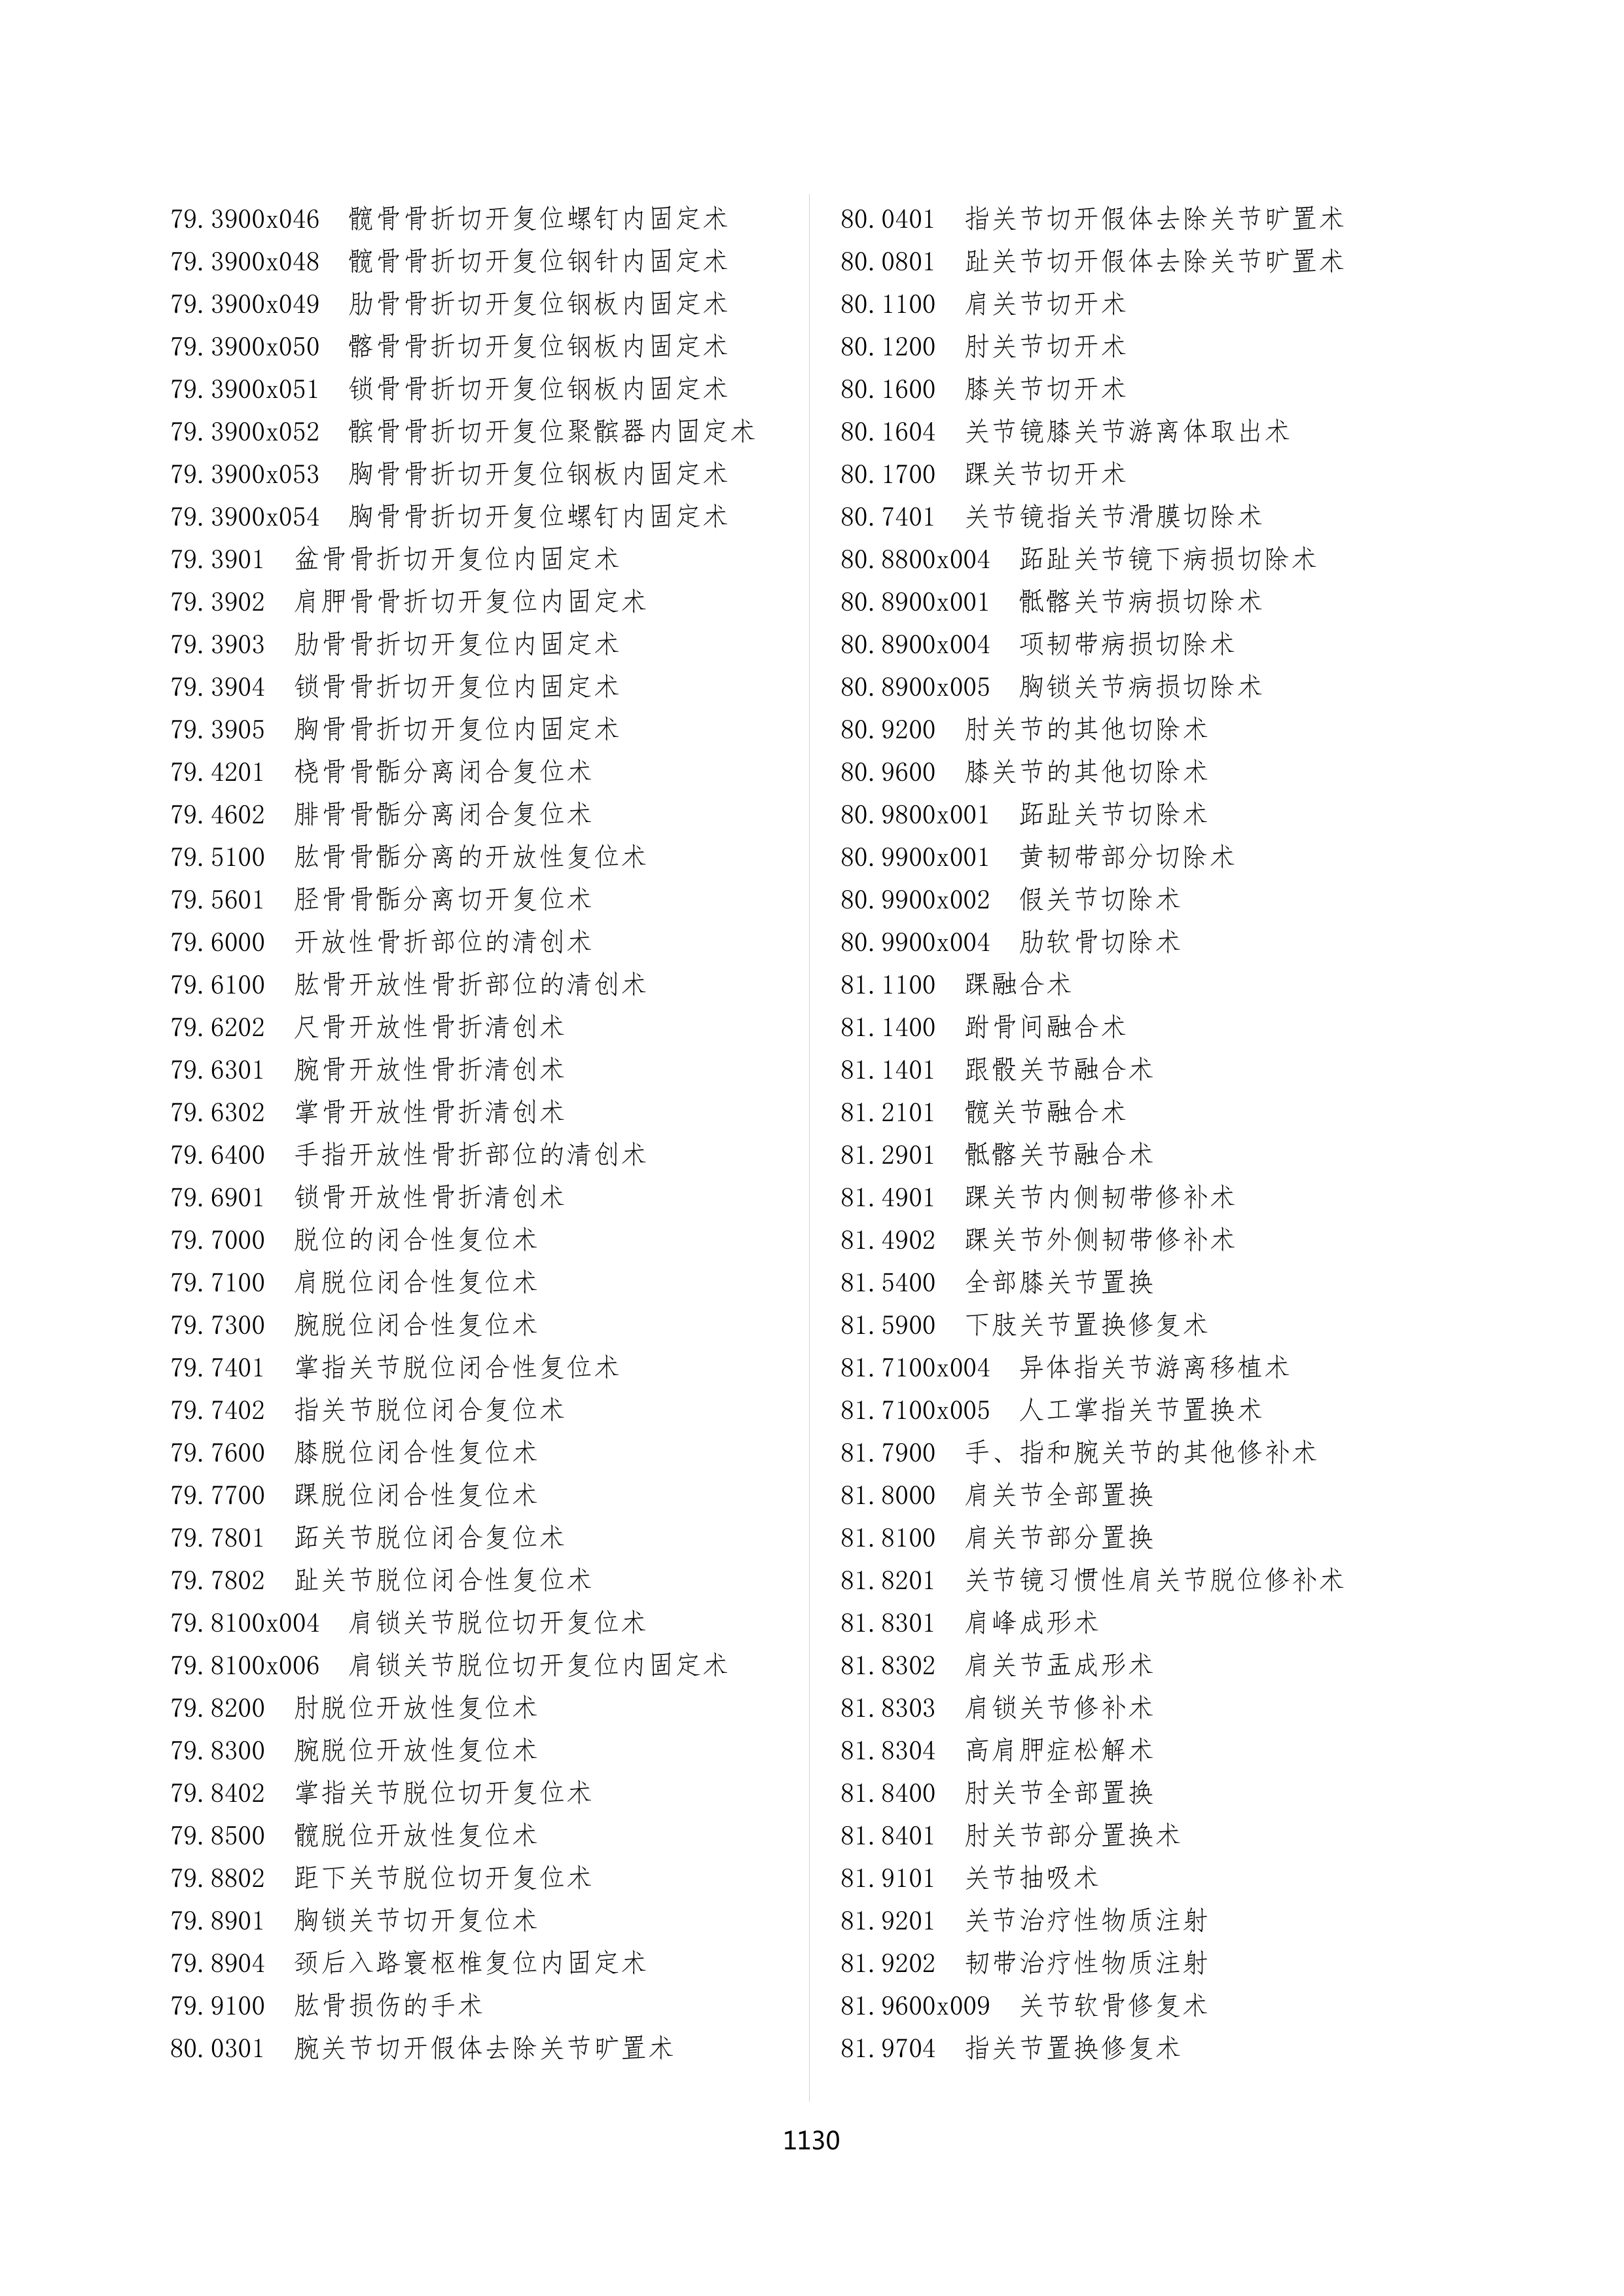 79.3900x046 髋骨骨折切开复位螺钉内固定术
79.3900x048 髋骨骨折切开复位钢针内固定术
79.3900x049 肋骨骨折切开复位钢板内固定术
79.3900x050 髂骨骨折切开复位钢板内固定术
79.3900x051 锁骨骨折切开复位钢板内固定术
79.3900x052 髌骨骨折切开复位聚髌器内固定术
79.3900x053 胸骨骨折切开复位钢板内固定术
79.3900x054 胸骨骨折切开复位螺钉内固定术
79.3901 盆骨骨折切开复位内固定术
79.3902 肩胛骨骨折切开复位内固定术
79.3903 肋骨骨折切开复位内固定术
79.3904 锁骨骨折切开复位内固定术
79.3905 胸骨骨折切开复位内固定术
79.4201 桡骨骨骺分离闭合复位术
79.4602 腓骨骨骺分离闭合复位术
79.5100 肱骨骨骺分离的开放性复位术
79.5601 胫骨骨骺分离切开复位术
79.6000 开放性骨折部位的清创术
79.6100 肱骨开放性骨折部位的清创术
79.6202 尺骨开放性骨折清创术
79.6301 腕骨开放性骨折清创术
79.6302 掌骨开放性骨折清创术
79.6400 手指开放性骨折部位的清创术
79.6901 锁骨开放性骨折清创术
79.7000 脱位的闭合性复位术
79.7100 肩脱位闭合性复位术
79.7300 腕脱位闭合性复位术
79.7401 掌指关节脱位闭合性复位术
79.7402 指关节脱位闭合复位术
79.7600 膝脱位闭合性复位术
79.7700 踝脱位闭合性复位术
79.7801 跖关节脱位闭合复位术
79.7802 趾关节脱位闭合性复位术
79.8100x004 肩锁关节脱位切开复位术
79.8100x006 肩锁关节脱位切开复位内固定术
79.8200 肘脱位开放性复位术
79.8300 腕脱位开放性复位术
79.8402 掌指关节脱位切开复位术
79.8500 髋脱位开放性复位术
79.8802 距下关节脱位切开复位术
79.8901 胸锁关节切开复位术
79.8904 颈后入路寰枢椎复位内固定术
79.9100 肱骨损伤的手术
80.0301 腕关节切开假体去除关节旷置术
80.0401 指关节切开假体去除关节旷置术
80.0801 趾关节切开假体去除关节旷置术
80.1100 肩关节切开术
80.1200 肘关节切开术
80.1600 膝关节切开术
80.1604 关节镜膝关节游离体取出术
80.1700 踝关节切开术
80.7401 关节镜指关节滑膜切除术
80.8800x004 跖趾关节镜下病损切除术
80.8900x001 骶髂关节病损切除术
80.8900x004 项韧带病损切除术
80.8900x005 胸锁关节病损切除术
80.9200 肘关节的其他切除术
80.9600 膝关节的其他切除术
80.9800x001 跖趾关节切除术
80.9900x001 黄韧带部分切除术
80.9900x002 假关节切除术
80.9900x004 肋软骨切除术
81.1100 踝融合术
81.1400 跗骨间融合术
81.1401 跟骰关节融合术
81.2101 髋关节融合术
81.2901 骶髂关节融合术
81.4901 踝关节内侧韧带修补术
81.4902 踝关节外侧韧带修补术
81.5400 全部膝关节置换
81.5900 下肢关节置换修复术
81.7100x004 异体指关节游离移植术
81.7100x005 人工掌指关节置换术
81.7900 手、指和腕关节的其他修补术
81.8000 肩关节全部置换
81.8100 肩关节部分置换
81.8201 关节镜习惯性肩关节脱位修补术
81.8301 肩峰成形术
81.8302 肩关节盂成形术
81.8303 肩锁关节修补术
81.8304 高肩胛症松解术
81.8400 肘关节全部置换
81.8401 肘关节部分置换术
81.9101 关节抽吸术
81.9201 关节治疗性物质注射
81.9202 韧带治疗性物质注射
81.9600x009 关节软骨修复术
81.9704 指关节置换修复术
1130